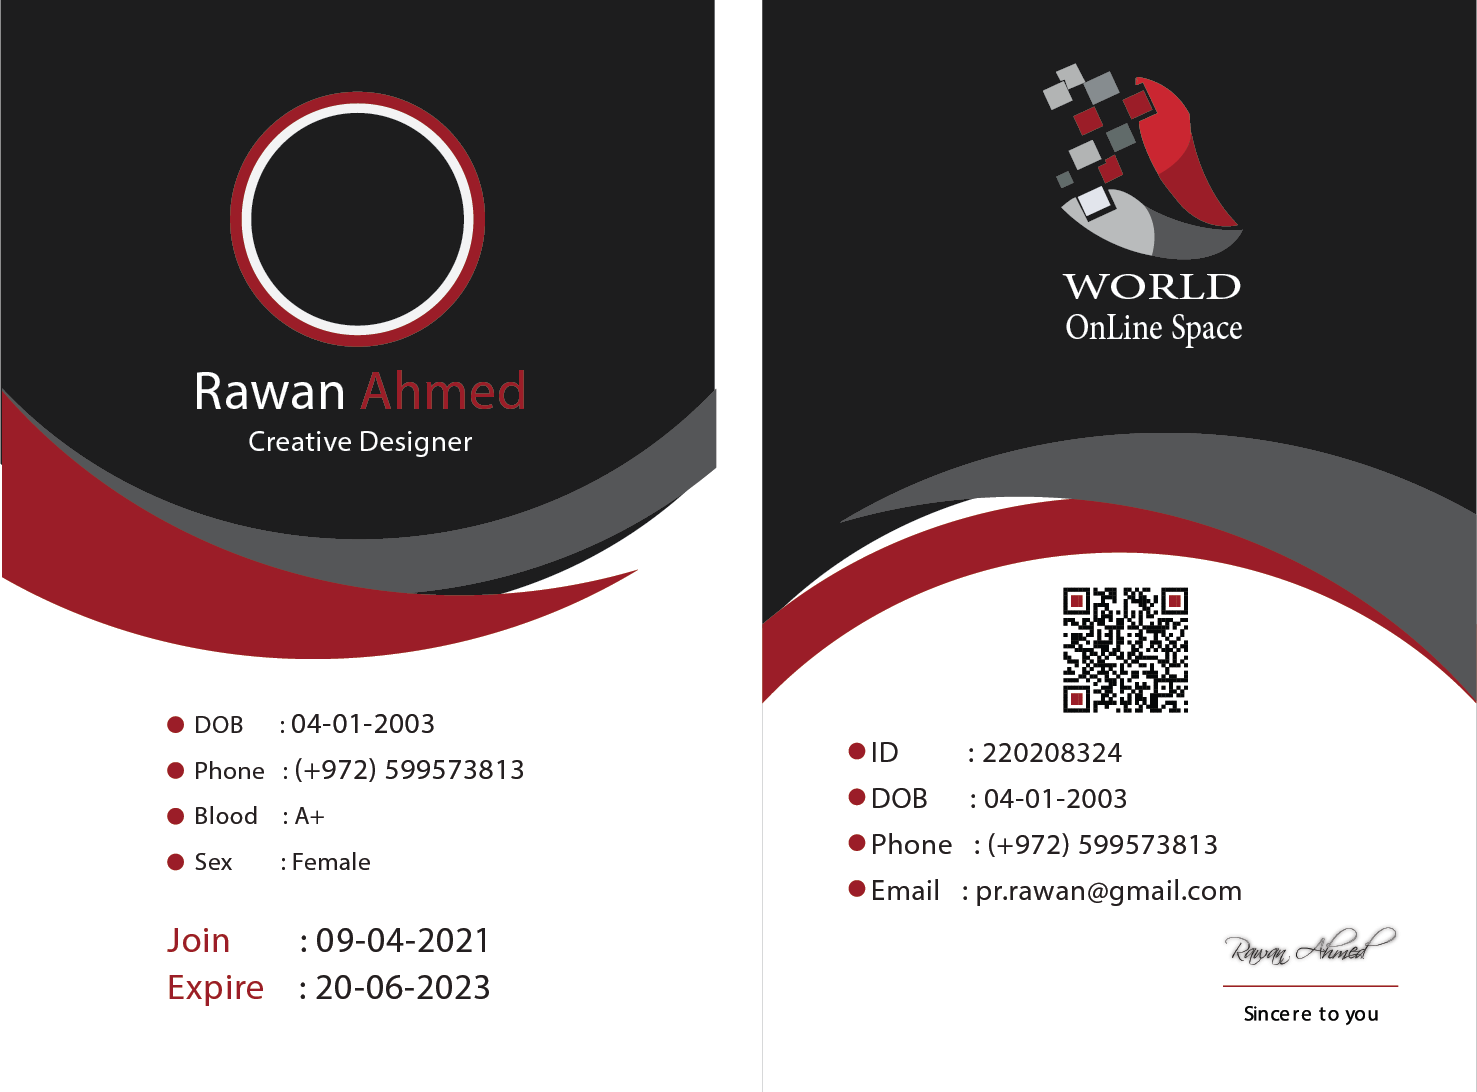 Rawan Ahmed
Creative Designer
DOB : 04-01-2003
Phone : (+972) 599573813
Blood : A+
Sex : Female
Join : 09-04-2021
Expire : 20-06-2023
WORLD
OnLine Space
ID : 220208324
DOB : 04-01-2003
Phone : (+972) 599573813
Email : pr.rawan@gmail.com
Rawan Ahmed
Sincere to you